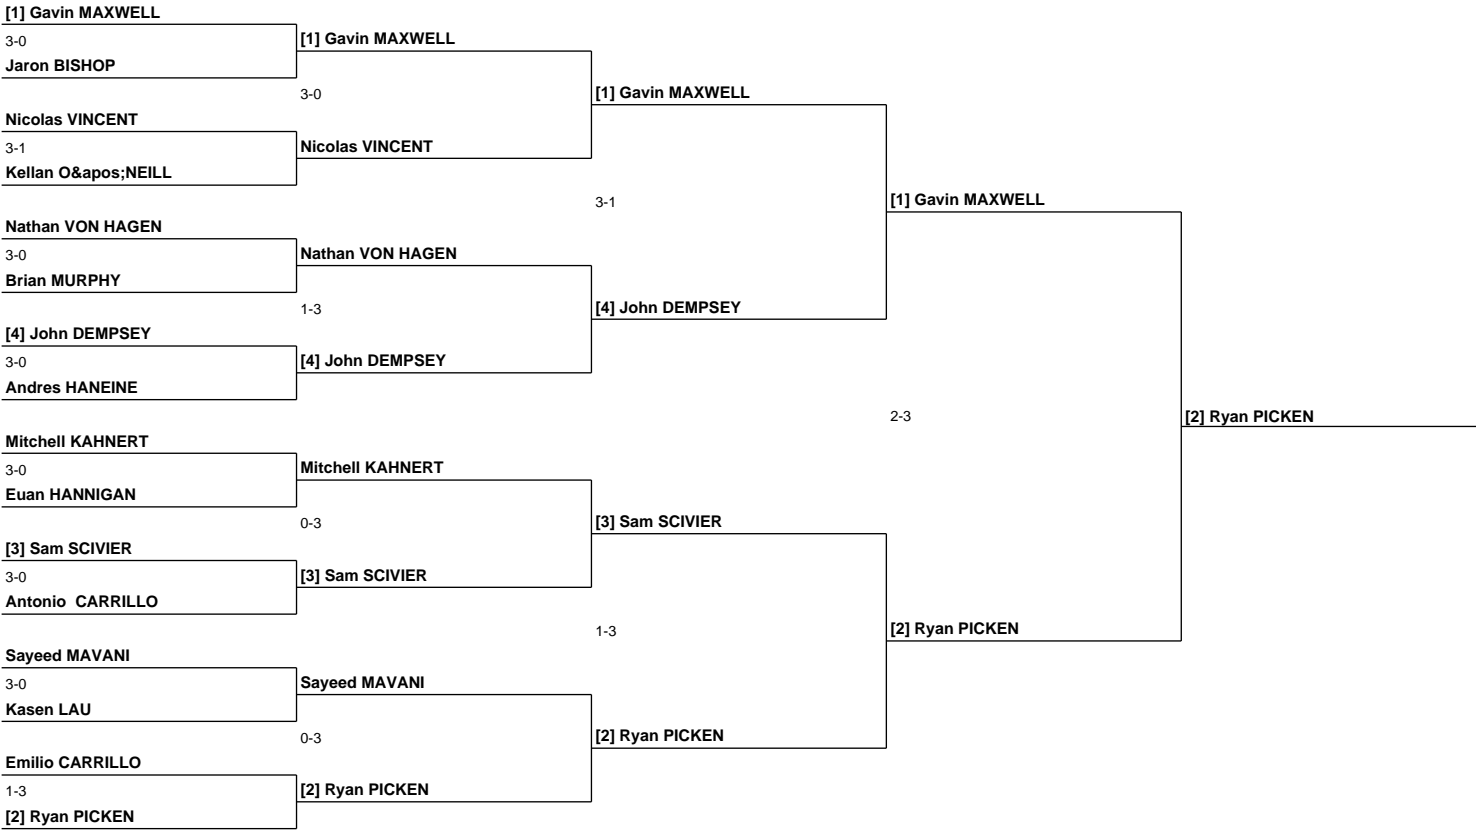 [1] Gavin MAXWELL
3-0
Jaron BISHOP
Nicolas VINCENT
3-1
Kellan O&apos;NEILL
Nathan VON HAGEN
3-0
Brian MURPHY
[4] John DEMPSEY
3-0
Andres HANEINE
Mitchell KAHNERT
3-0
Euan HANNIGAN
[3] Sam SCIVIER
3-0
Antonio  CARRILLO
Sayeed MAVANI
3-0
Kasen LAU
Emilio CARRILLO
1-3
[2] Ryan PICKEN
[1] Gavin MAXWELL
3-0
Nicolas VINCENT
Nathan VON HAGEN
1-3
[4] John DEMPSEY
Mitchell KAHNERT
0-3
[3] Sam SCIVIER
Sayeed MAVANI
0-3
[2] Ryan PICKEN
[1] Gavin MAXWELL
3-1
[4] John DEMPSEY
[3] Sam SCIVIER
1-3
[2] Ryan PICKEN
[1] Gavin MAXWELL
2-3
[2] Ryan PICKEN
[2] Ryan PICKEN